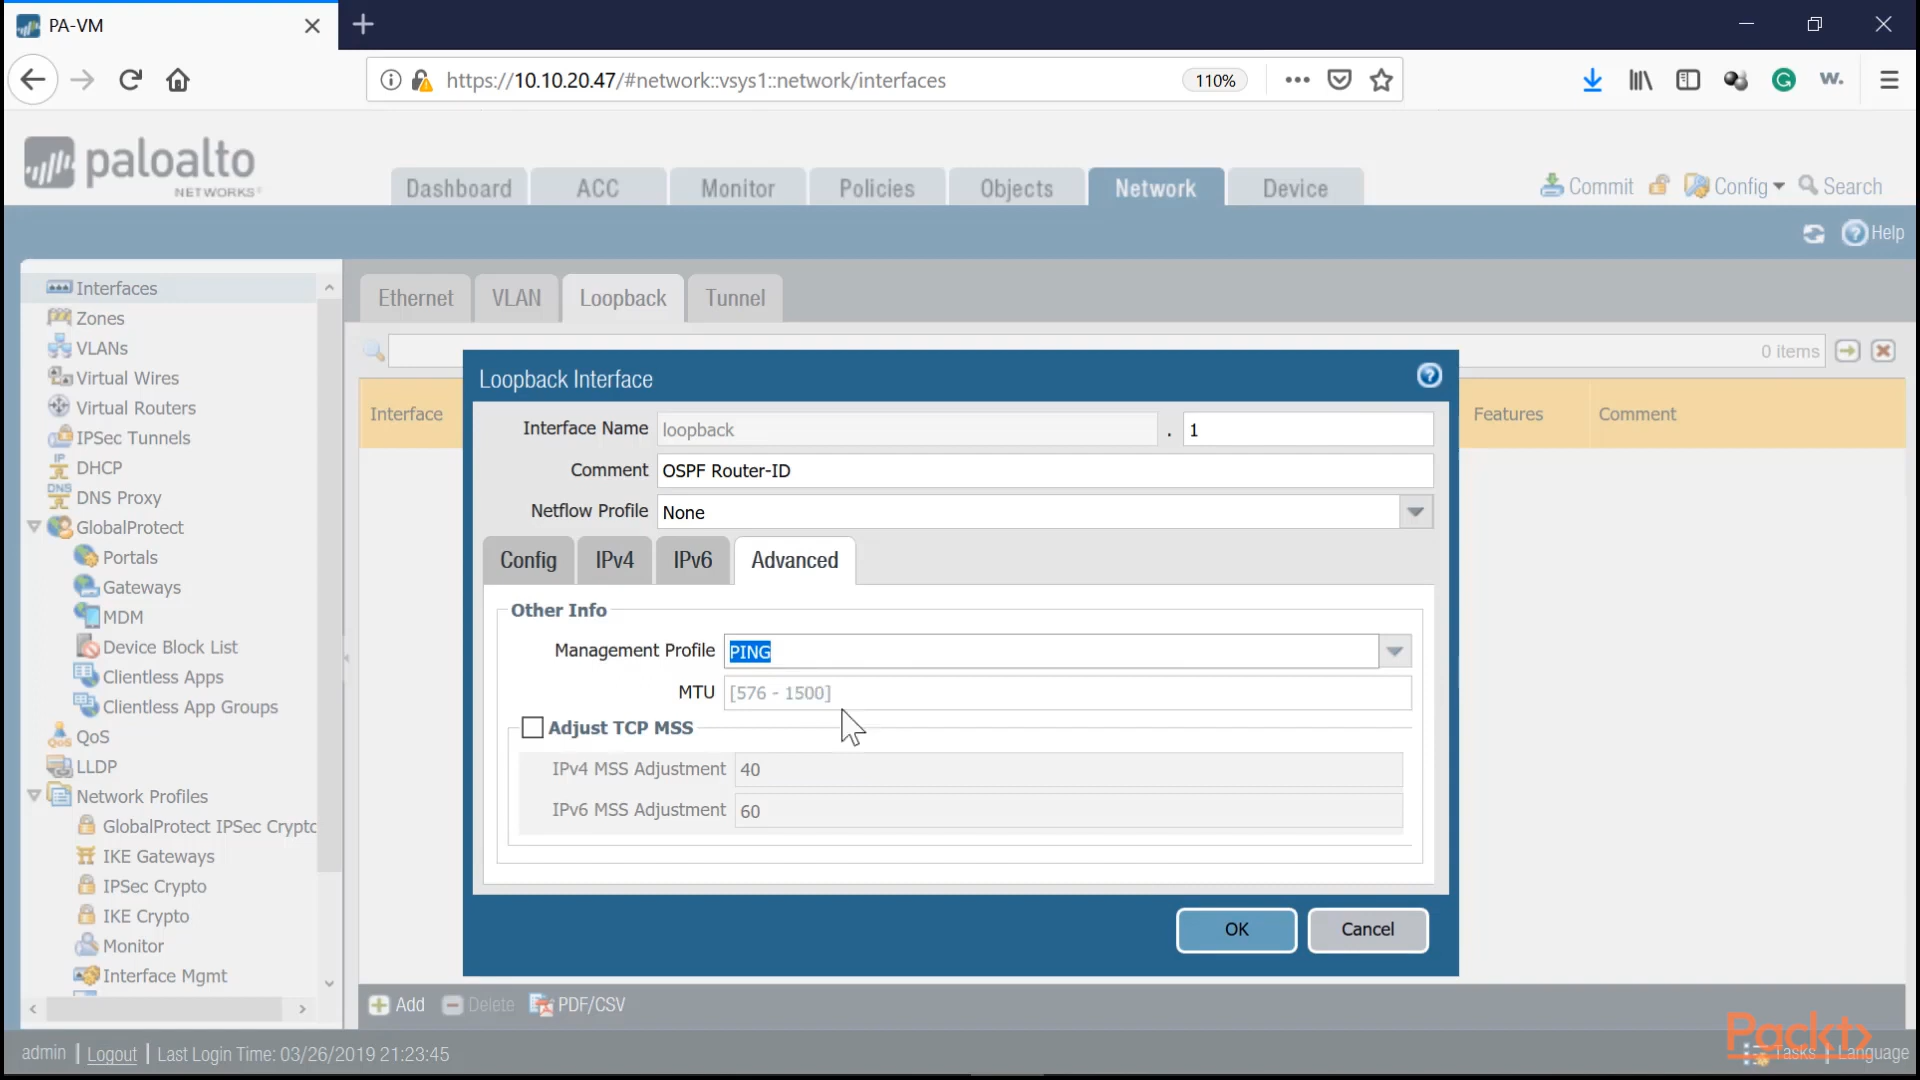 PA-VM
https://10.10.20.47/#network::vsys1::network/interfaces
110%
w.
paloalto
NETWORKS
Dashboard
ACC
Monitor
Policies
Objects
Network
Device
Commit
Config
Search
Help
Interfaces
Zones
VLANs
Virtual Wires
Virtual Routers
IPSec Tunnels
DHCP
DNS Proxy
GlobalProtect
Portals
Gateways
MDM
Device Block List
Clientless Apps
Clientless App Groups
QoS
LLDP
Network Profiles
GlobalProtect IPSec Crypto
IKE Gateways
IPSec Crypto
IKE Crypto
Monitor
Interface Mgmt
Ethernet
VLAN
Loopback
Tunnel
0 items
Interface
Features
Comment
Loopback Interface
Interface Name loopback . 1
Comment OSPF Router-ID
Netflow Profile None
Config
IPv4
IPv6
Advanced
Other Info
Management Profile PING
MTU [576 - 1500]
Adjust TCP MSS
IPv4 MSS Adjustment 40
IPv6 MSS Adjustment 60
OK
Cancel
Add
Delete
PDF/CSV
admin | Logout | Last Login Time: 03/26/2019 21:23:45
Packt>
Tasks | Language